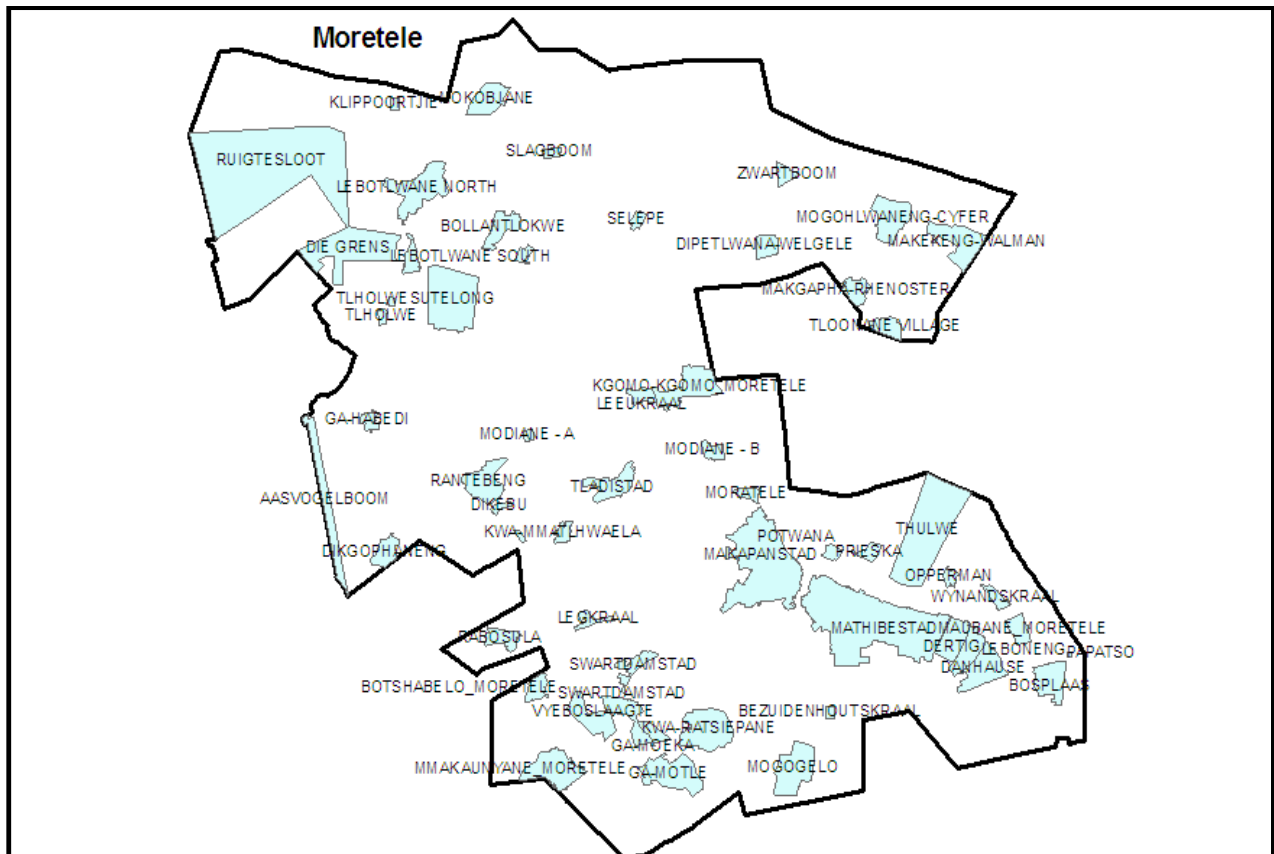 Moretele
KLIPPOORTJIE
MOKOBJANE
SLAGBOOM
RUIGTESLOOT
ZWARTBOOM
LEBOTLWANE NORTH
MOGOHLWANENG-CYFER
SELEPE
BOLLANTLOKWE
DIPETLWANA-WELGELE
MAKEKENG-WALMAN
DIE GRENS
LEBOTLWANE SOUTH
MAKGAPHA-RHENOSTER
TLHOLWE
SUTELONG
TLHOLWE
TLOONANE VILLAGE
KGOMO-KGOMO_MORETELE
LEEUKRAAL
GA-HABEDI
MODIANE - A
MODIANE - B
RANTEBENG
TLADISTAD
MORATELE
AASVOGELBOOM
DIKEBU
THULWE
KWA-MMATLHWAELA
POTWANA
DIKGOPHANENG
MAKAPANSTAD
PRIESKA
OPPERMAN
WYNANDSKRAAL
LEGKRAAL
MATHIBESTAD
MAUBANE_MORETELE
RABOSULA
DERTIG
LEBONENG
PAPATSO
SWARTDAMSTAD
DANHAUSE
BOTSHABELO_MORETELE
BOSPLAAS
SWARTDAMSTAD
VYEBOSLAAGTE
BEZUIDENHOUTSKRAAL
KWA-RATSIEPANE
GA-MOEKA
MMAKAUNYANE_MORETELE
GA-MOTLE
MOGOGELO